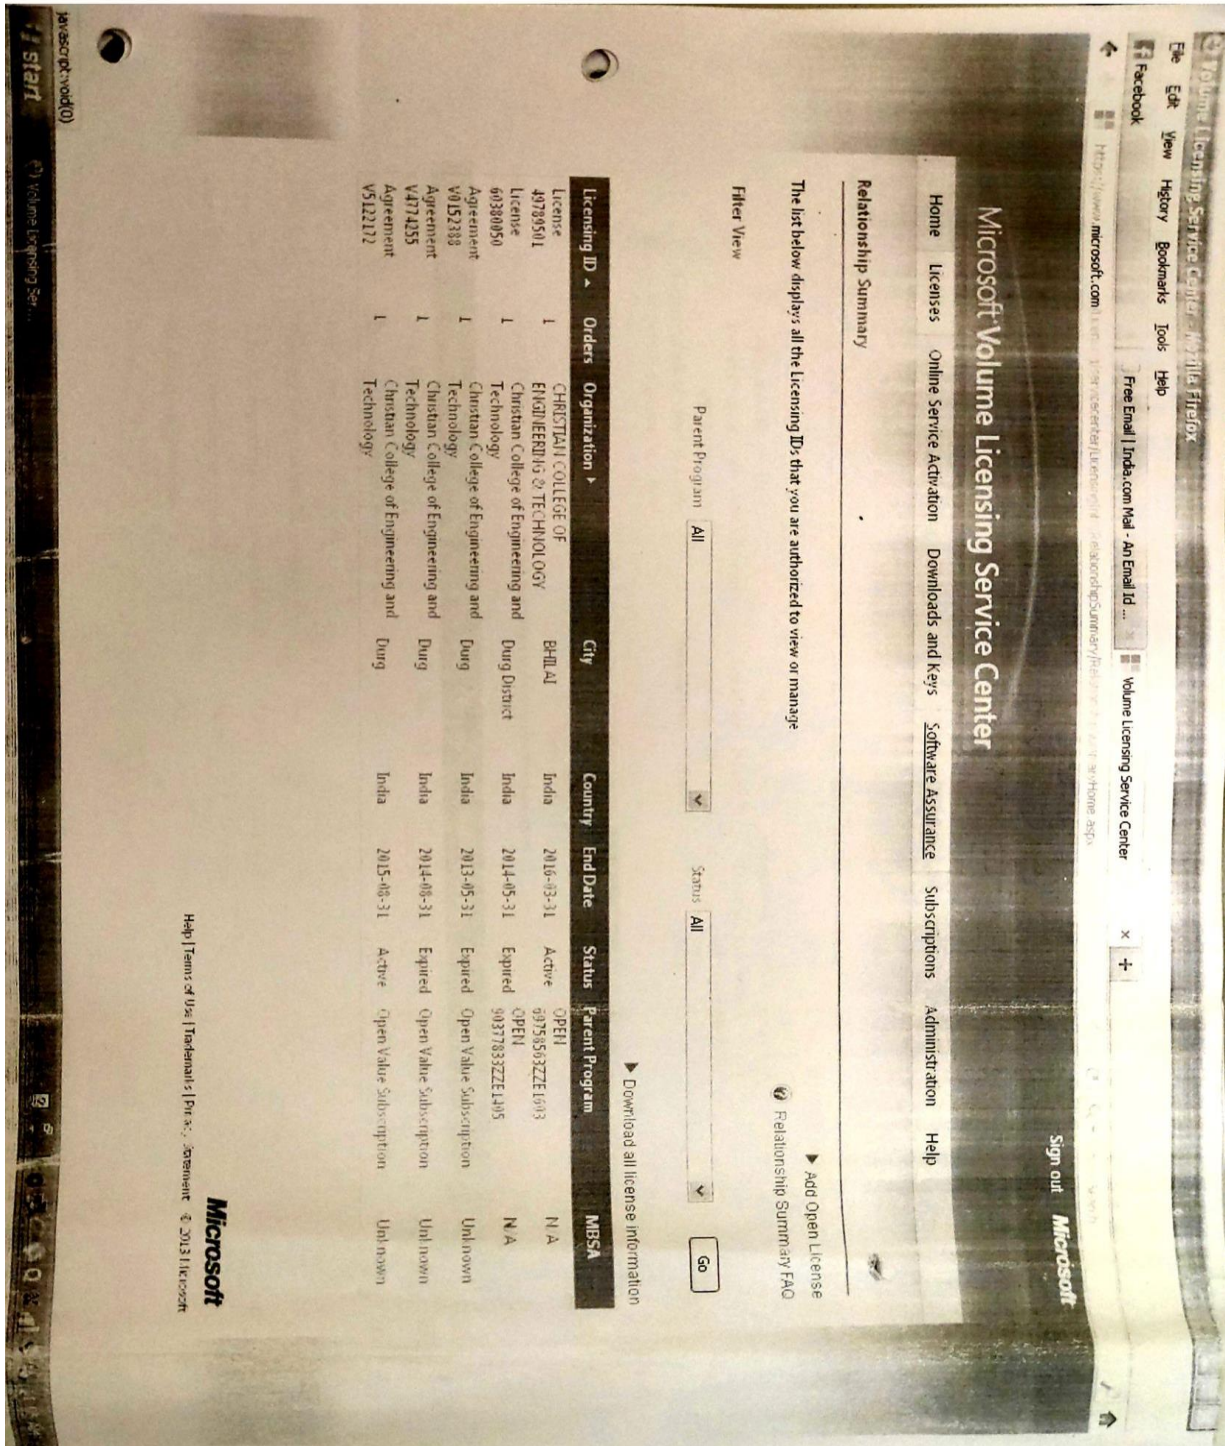 Volume Licensing Service Center - Mozilla Firefox
File Edit View History Bookmarks Tools Help
Facebook
Free Email | India.com Mail - An Email Id ...
Volume Licensing Service Center
https://www.microsoft.com
Sign out Microsoft
Microsoft Volume Licensing Service Center
Home Licenses Online Service Activation Downloads and Keys Software Assurance Subscriptions Administration Help
Relationship Summary
Add Open License
The list below displays all the Licensing IDs that you are authorized to view or manage
Relationship Summary FAQ
Filter View
Parent Program All Status All Go
Download all license information
Licensing ID Orders Organization City Country End Date Status Parent Program MBSA
License 1 CHRISTIAN COLLEGE OF BHILAI India 2016-03-31 Active OPEN N/A
49789501 ENGINEERING & TECHNOLOGY 69758563ZZE1603
License 1 Christian College of Engineering and Durg District India 2014-05-31 Expired OPEN N/A
60380050 Technology 90377833ZZE1405
Agreement 1 Christian College of Engineering and Durg India 2013-05-31 Expired Open Value Subscription Unknown
V0152388 Technology
Agreement 1 Christian College of Engineering and Durg India 2014-08-31 Expired Open Value Subscription Unknown
V4774255 Technology
Agreement 1 Christian College of Engineering and Durg India 2015-08-31 Active Open Value Subscription Unknown
V5122172 Technology
Microsoft
Help | Terms of Use | Trademarks | Privacy Statement © 2013 Microsoft
javascript:void(0)
start Volume Licensing Ser...